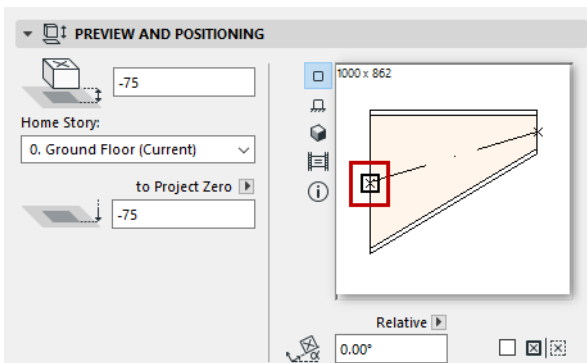 PREVIEW AND POSITIONING
-75
1000 x 862
Home Story:
0. Ground Floor (Current)
to Project Zero
-75
Relative
α
0.00°